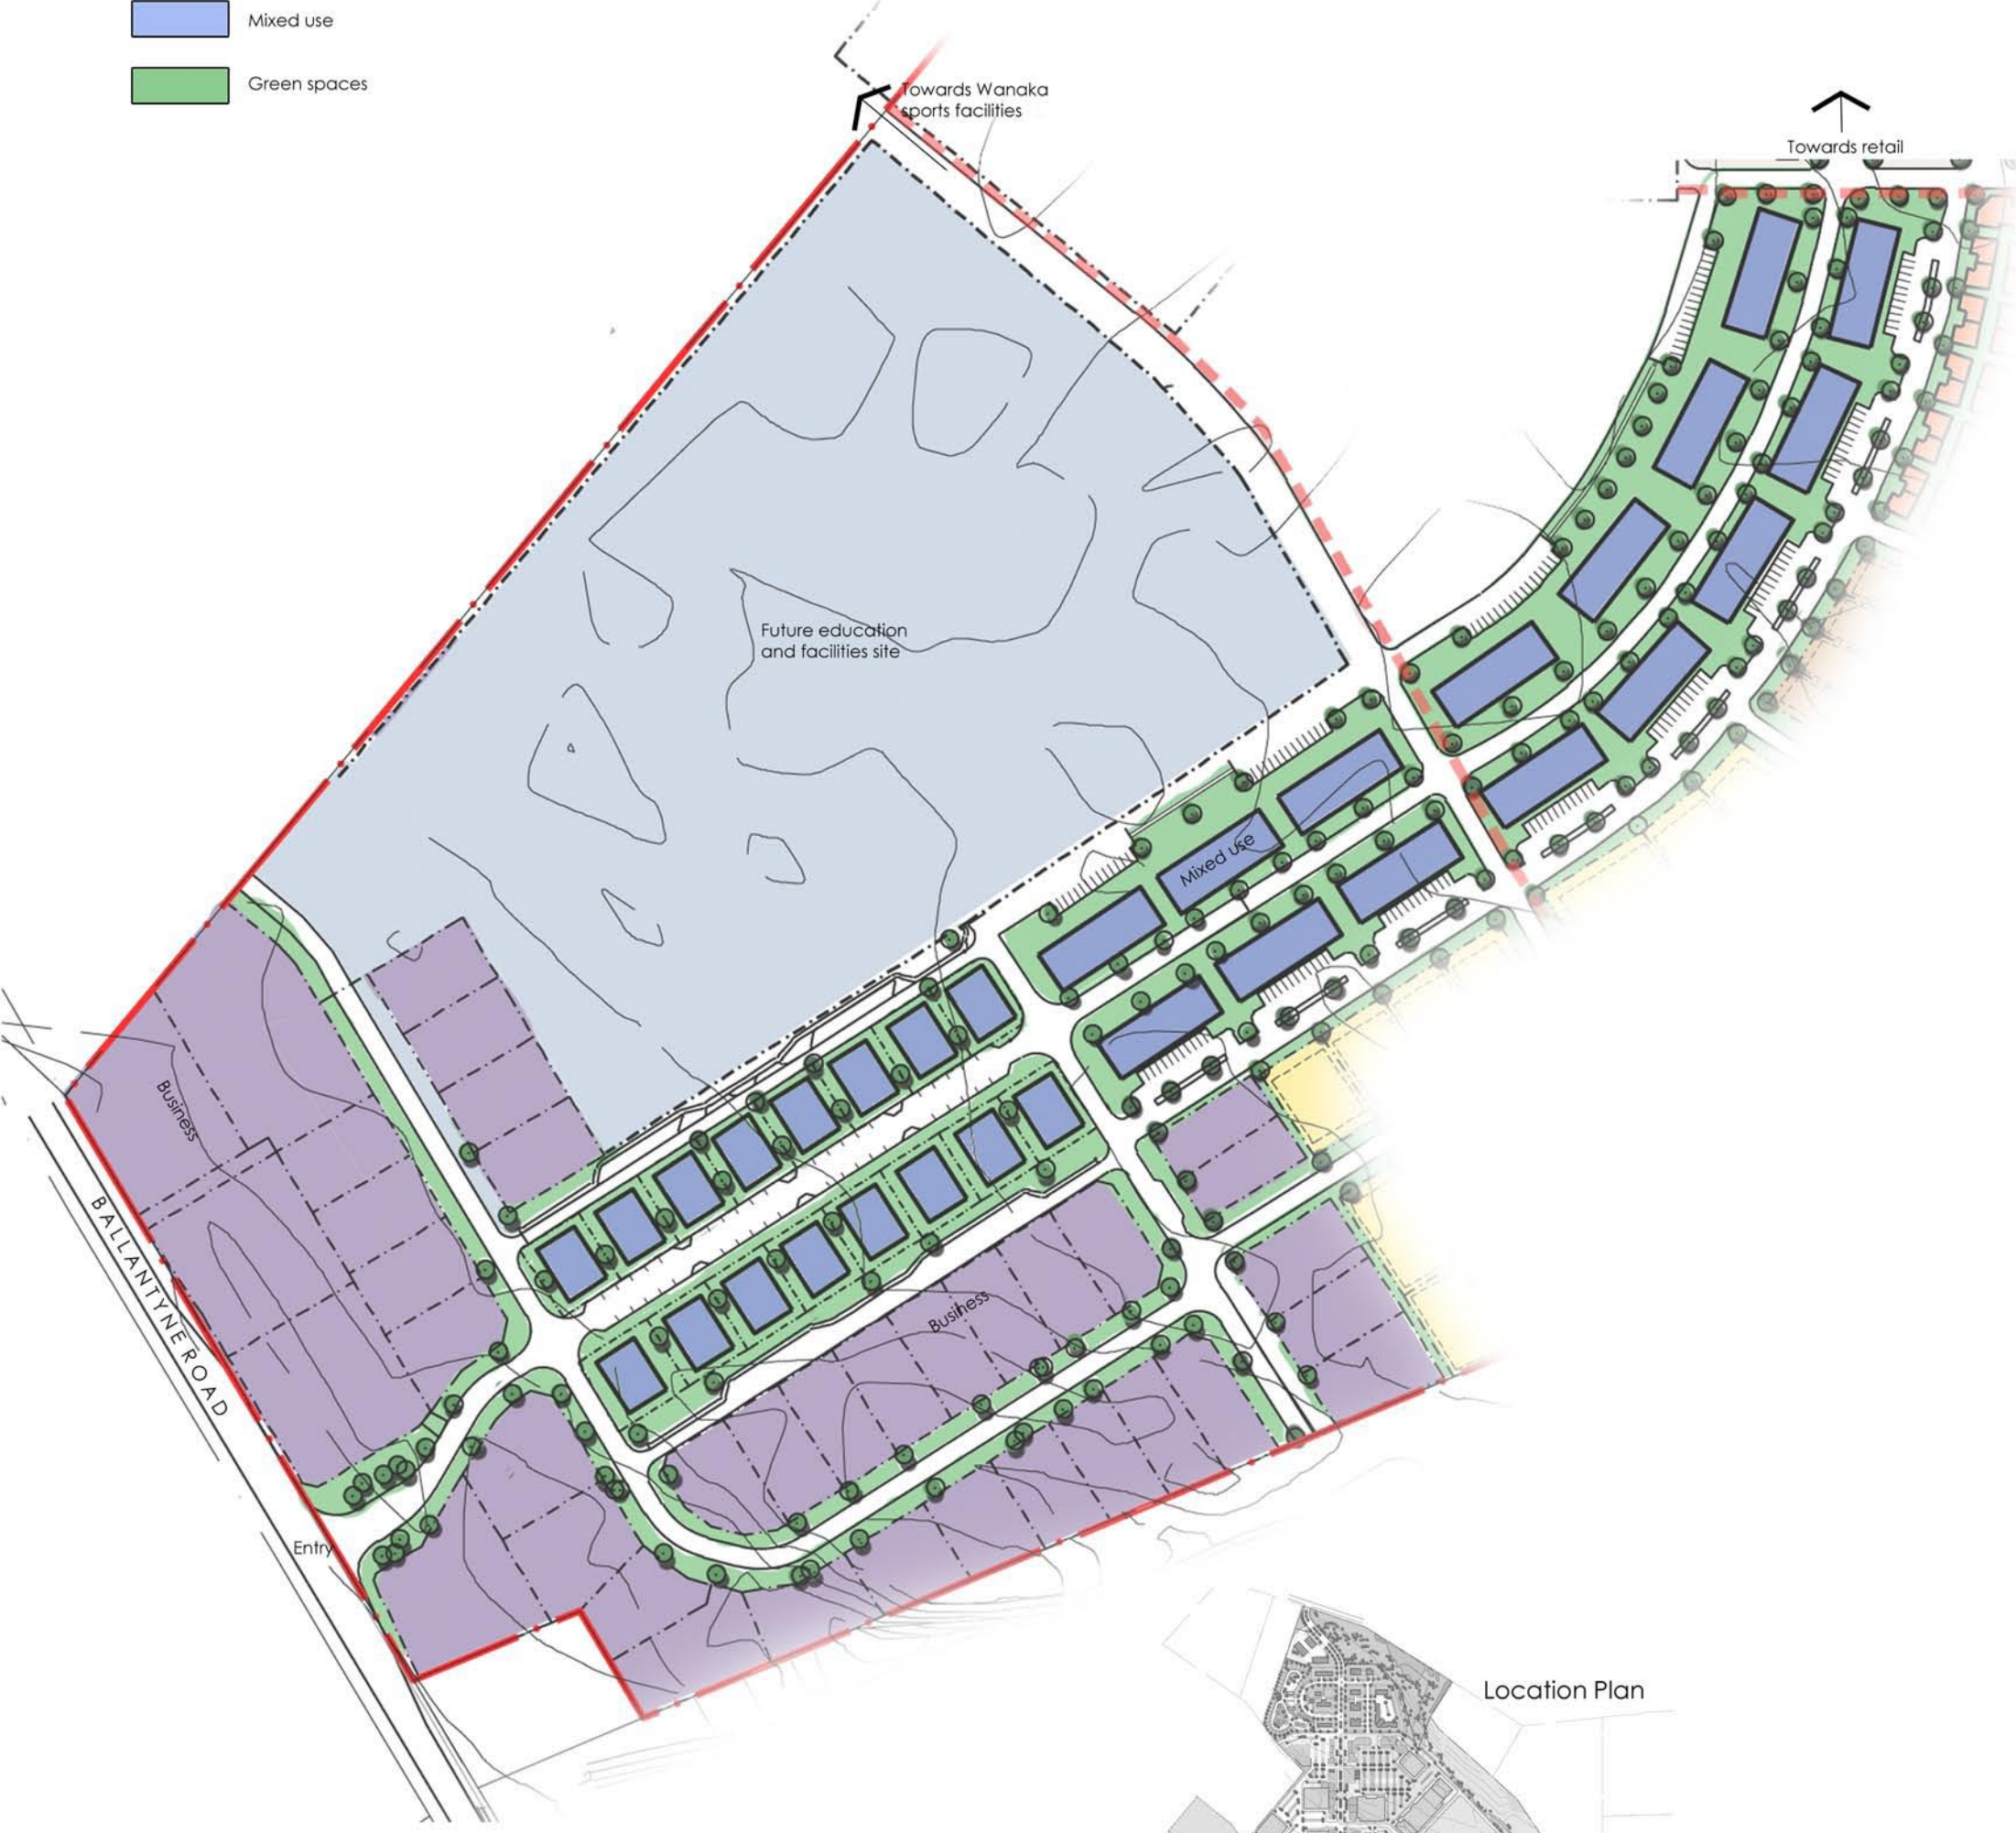 Mixed use
Green spaces
Towards Wanaka
sports facilities
Towards retail
Future education
and facilities site
Mixed use
Business
BALLANTYNE ROAD
Business
Entry
Location Plan